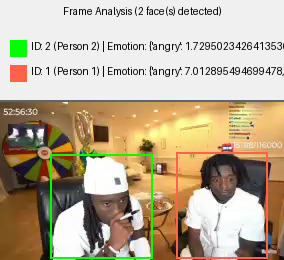 Frame Analysis (2 face(s) detected)
ID: 2 (Person 2) | Emotion: {'angry': 1.729502342641353
ID: 1 (Person 1) | Emotion: {'angry': 7.012895494699478,
52:56:30